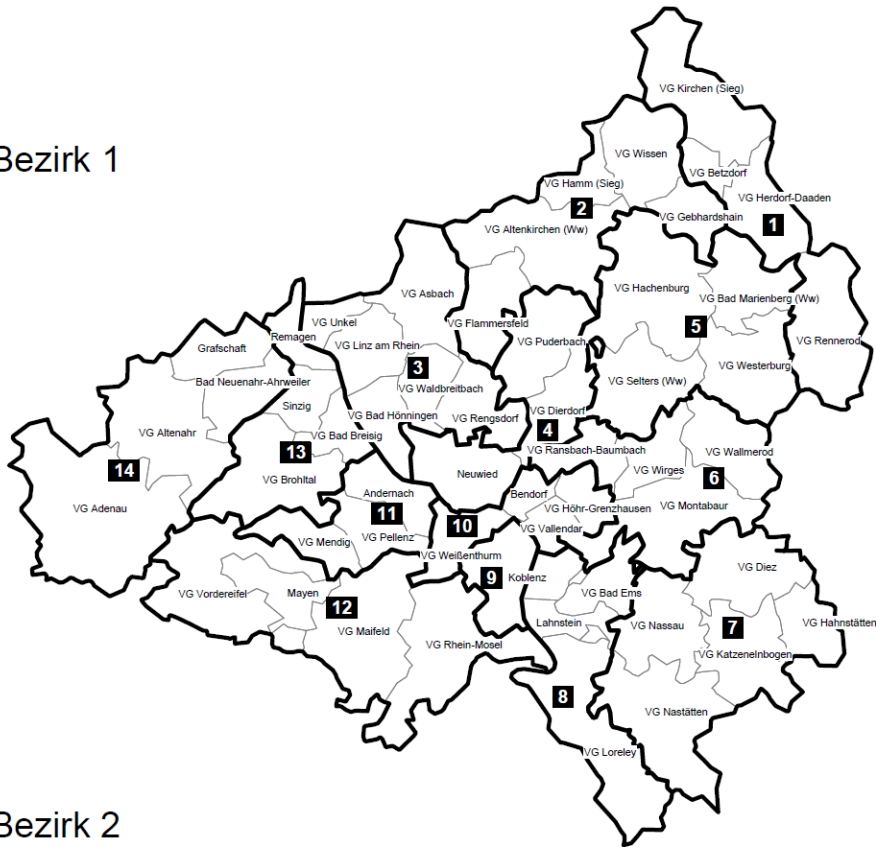 VG Kirchen (Sieg)
Bezirk 1
VG Wissen
VG Betzdorf
VG Hamm (Sieg)
VG Herdorf-Daaden
2
VG Gebhardshain
1
VG Altenkirchen (Ww)
VG Asbach
VG Hachenburg
VG Bad Marienberg (Ww)
VG Unkel
VG Flammersfeld
5
Remagen
VG Puderbach
VG Rennerod
Grafschaft
VG Linz am Rhein
3
VG Westerburg
Bad Neuenahr-Ahrweiler
VG Waldbreitbach
VG Selters (Ww)
Sinzig
VG Bad Hönningen
VG Rengsdorf
VG Dierdorf
VG Altenahr
VG Bad Breisig
4
13
VG Ransbach-Baumbach
VG Wallmerod
14
VG Wirges
6
VG Brohltal
Neuwied
Andernach
Bendorf
VG Adenau
11
VG Höhr-Grenzhausen
VG Montabaur
10
VG Vallendar
VG Mendig
VG Pellenz
VG Weißenthurm
VG Diez
9
Koblenz
VG Vordereifel
Mayen
VG Bad Ems
12
Lahnstein
VG Nassau
7
VG Hahnstätten
VG Maifeld
VG Rhein-Mosel
VG Katzenelnbogen
8
VG Nastätten
VG Loreley
Bezirk 2